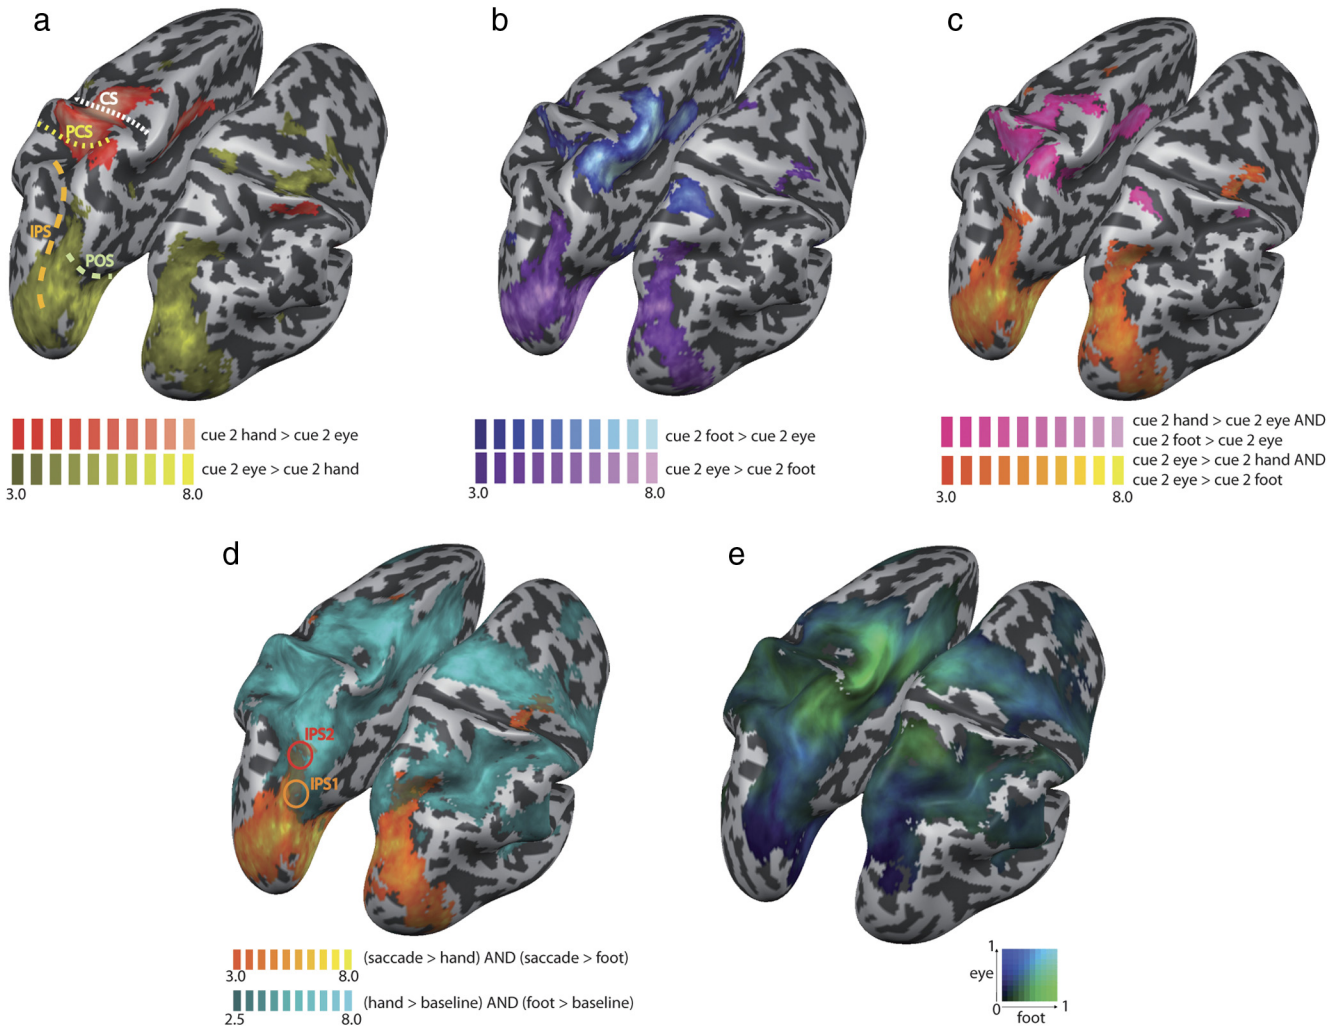 a
b
c
CS
PCS
IPS
POS
cue 2 hand > cue 2 eye
cue 2 eye > cue 2 hand
3.0 8.0
cue 2 foot > cue 2 eye
cue 2 eye > cue 2 foot
3.0 8.0
cue 2 hand > cue 2 eye AND
cue 2 foot > cue 2 eye
cue 2 eye > cue 2 hand AND
cue 2 eye > cue 2 foot
3.0 8.0
d
e
IPS2
IPS1
(saccade > hand) AND (saccade > foot)
3.0 8.0
(hand > baseline) AND (foot > baseline)
2.5 8.0
1
eye
0 1
foot